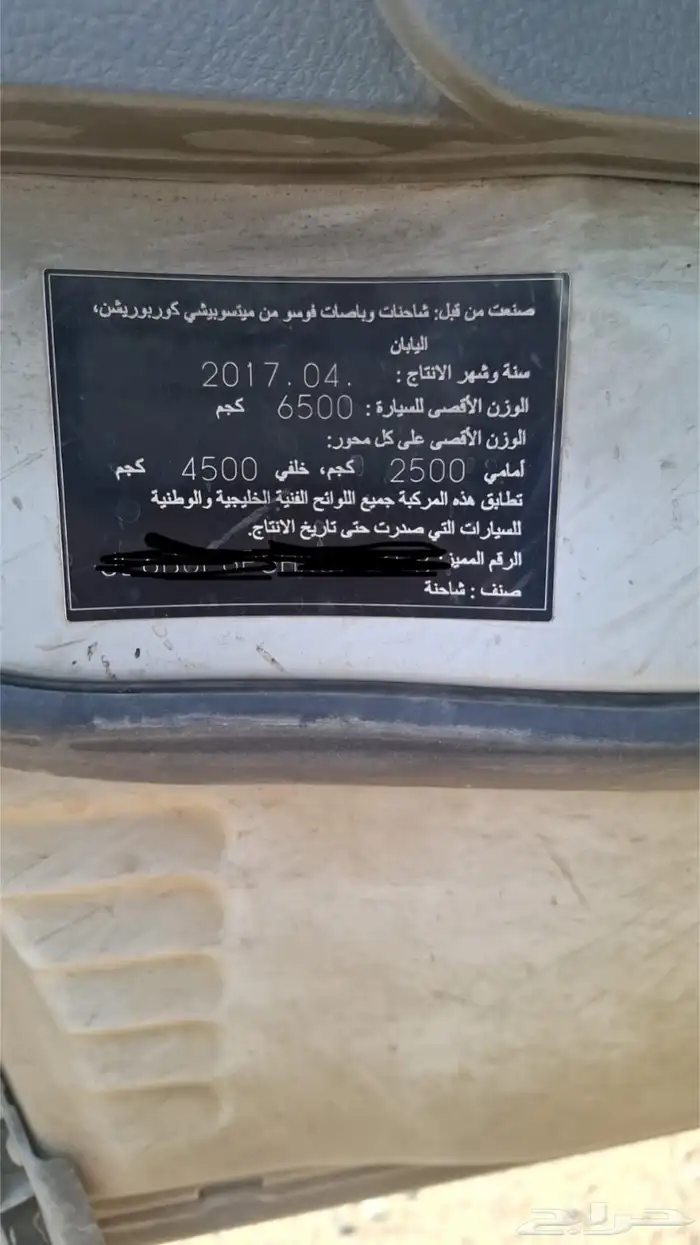 صنعت من قبل: شاحنات وباصات فوسو من ميتسوبيشي كوربوريشن،
اليابان
سنة وشهر الانتاج : 2017.04.
الوزن الأقصى للسيارة : 6500 كجم
الوزن الأقصى على كل محور:
أمامي 2500 كجم، خلفي 4500 كجم
تطابق هذه المركبة جميع اللوائح الفنية الخليجية والوطنية
للسيارات التي صدرت حتى تاريخ الانتاج.
الرقم المميز
صنف : شاحنة
حراج